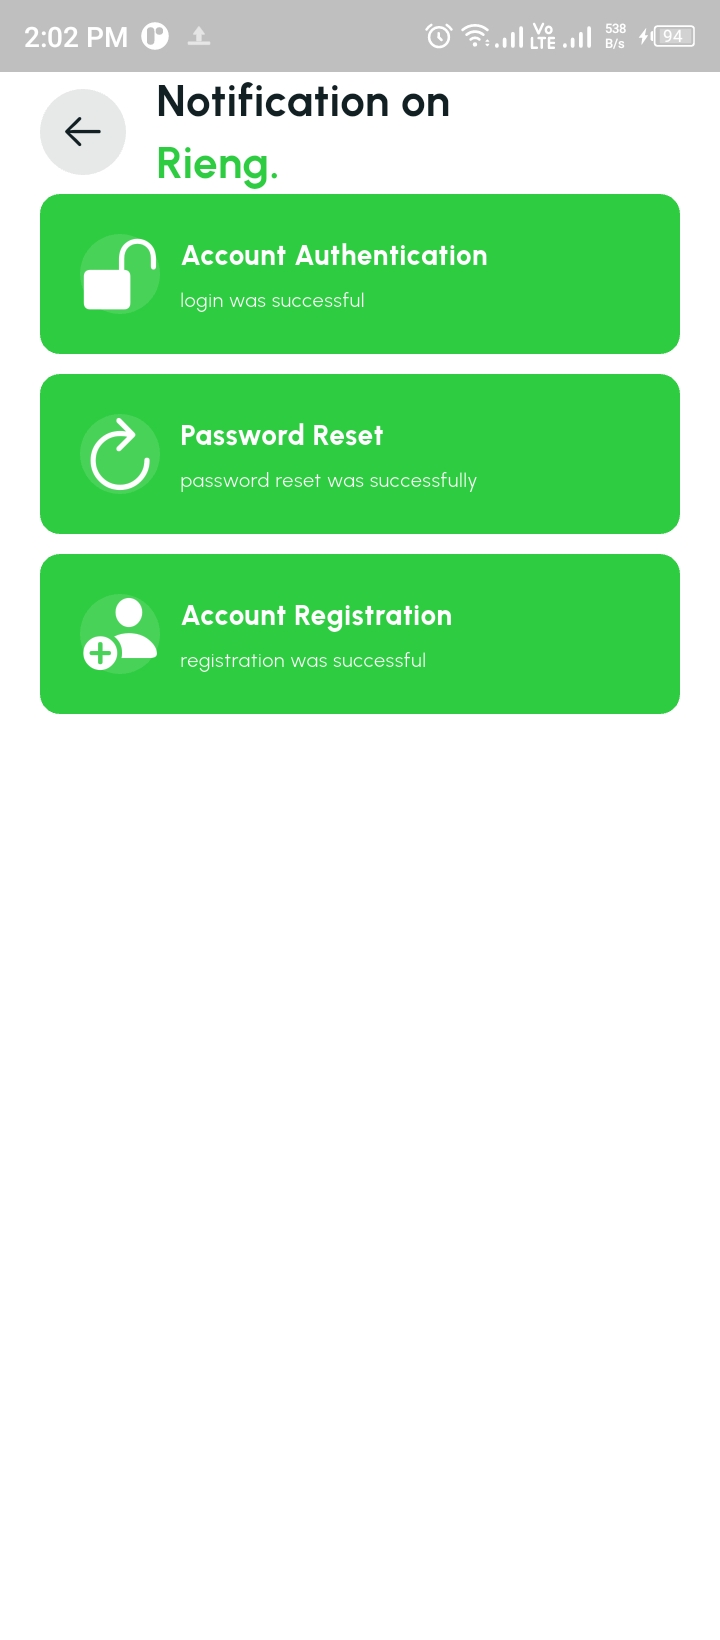 2:02 PM
Vo
LTE
538
B/s
94
Notification on
Rieng.
Account Authentication
login was successful
Password Reset
password reset was successfully
Account Registration
registration was successful